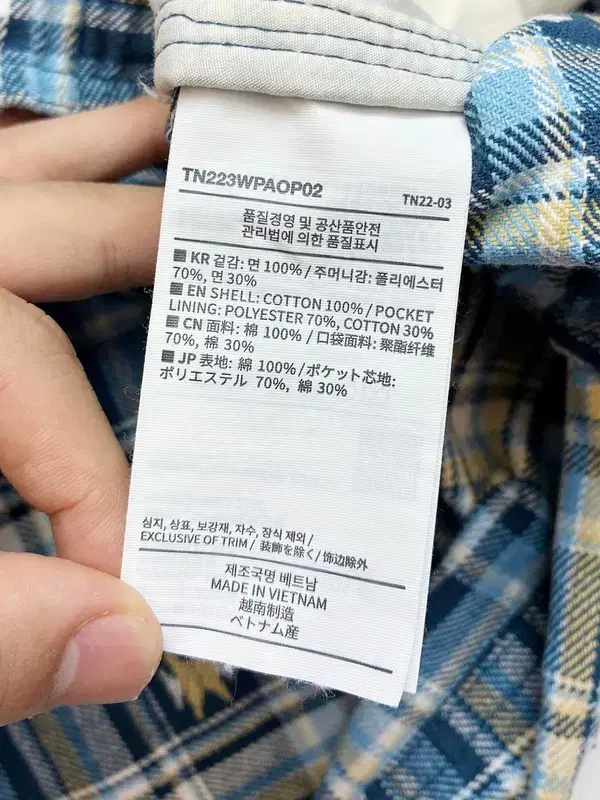 TN223WPAOP02
TN22-03
품질경영 및 공산품안전
관리법에 의한 품질표시
■ KR 겉감: 면 100% / 주머니감: 폴리에스터
70%, 면 30%
■ EN SHELL: COTTON 100% / POCKET
LINING: POLYESTER 70%, COTTON 30%
■ CN 面料: 綿 100% / 口袋面料: 聚酯纤维
70%, 棉 30%
■ JP 表地: 綿 100% / ポケット芯地:
ポリエステル 70%, 綿 30%
심지, 상표, 보강재, 자수, 장식 제외 /
EXCLUSIVE OF TRIM / 装飾を除く / 饰边除外
제조국명 베트남
MADE IN VIETNAM
越南制造
ベトナム産